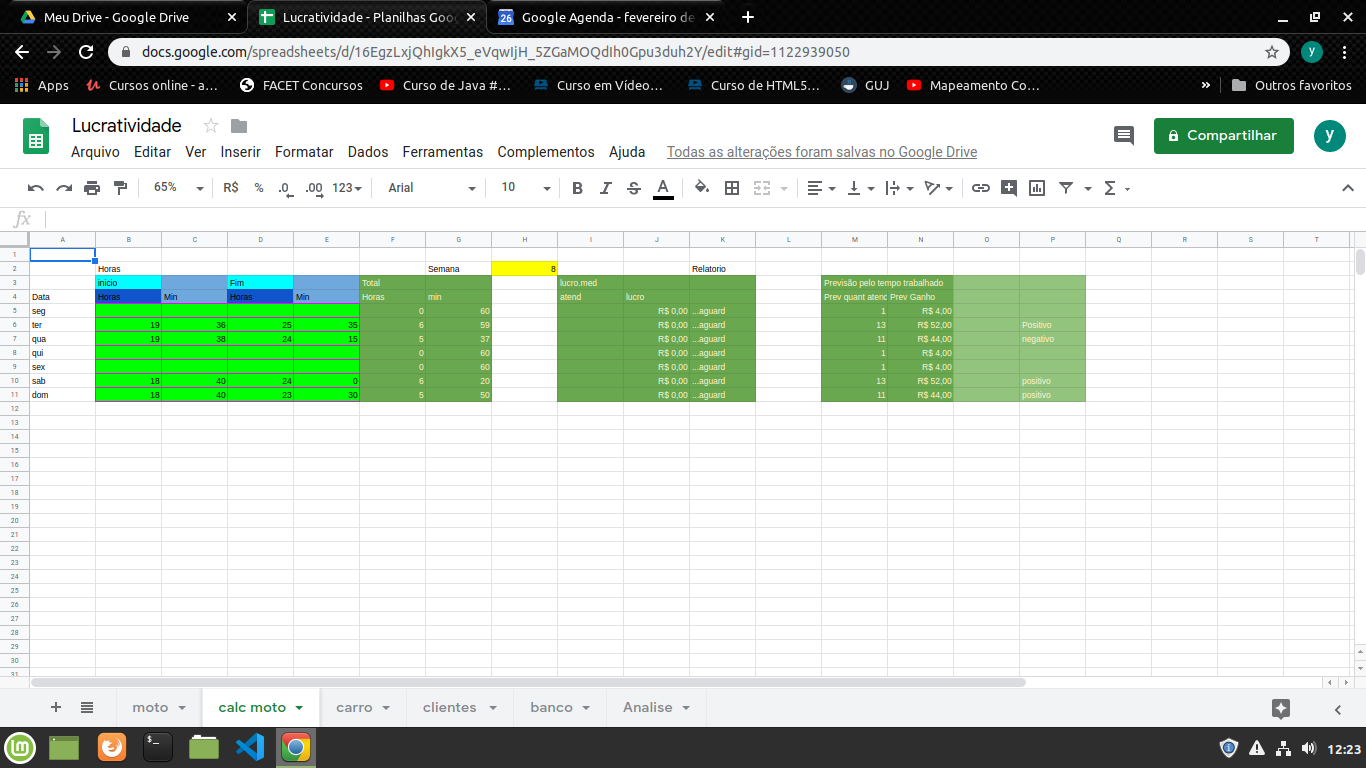 Meu Drive - Google Drive Lucratividade - Planilhas Goo Google Agenda - fevereiro de
docs.google.com/spreadsheets/d/16EgzLxjQhIgkX5_eVqwIjH_5ZGaMOQdIh0Gpu3duh2Y/edit#gid=1122939050 y
Apps Cursos online - a... FACET Concursos Curso de Java #... Curso em Vídeo... Curso de HTML5... GUJ Mapeamento Co... » Outros favoritos
Lucratividade
Compartilhar y
Arquivo Editar Ver Inserir Formatar Dados Ferramentas Complementos Ajuda Todas as alterações foram salvas no Google Drive
65% R$ % .0 .00 123 Arial 10 B I S A Σ
fx
A B C D E F G H I J K L M N O P Q R S T
1
2 Horas Semana 8 Relatorio
3 inicio Fim Total lucro.med Previsão pelo tempo trabalhado
4 Data Horas Min Horas Min Horas min atend lucro Prev quant atend Prev Ganho
5 seg 0 60 R$ 0,00 ...aguard 1 R$ 4,00
6 ter 19 36 25 35 6 59 R$ 0,00 ...aguard 13 R$ 52,00 Positivo
7 qua 19 38 24 15 5 37 R$ 0,00 ...aguard 11 R$ 44,00 negativo
8 qui 0 60 R$ 0,00 ...aguard 1 R$ 4,00
9 sex 0 60 R$ 0,00 ...aguard 1 R$ 4,00
10 sab 18 40 24 0 6 20 R$ 0,00 ...aguard 13 R$ 52,00 positivo
11 dom 18 40 23 30 5 50 R$ 0,00 ...aguard 11 R$ 44,00 positivo
12
13
14
15
16
17
18
19
20
21
22
23
24
25
26
27
28
29
30
31
moto calc moto carro clientes banco Analise
12:23